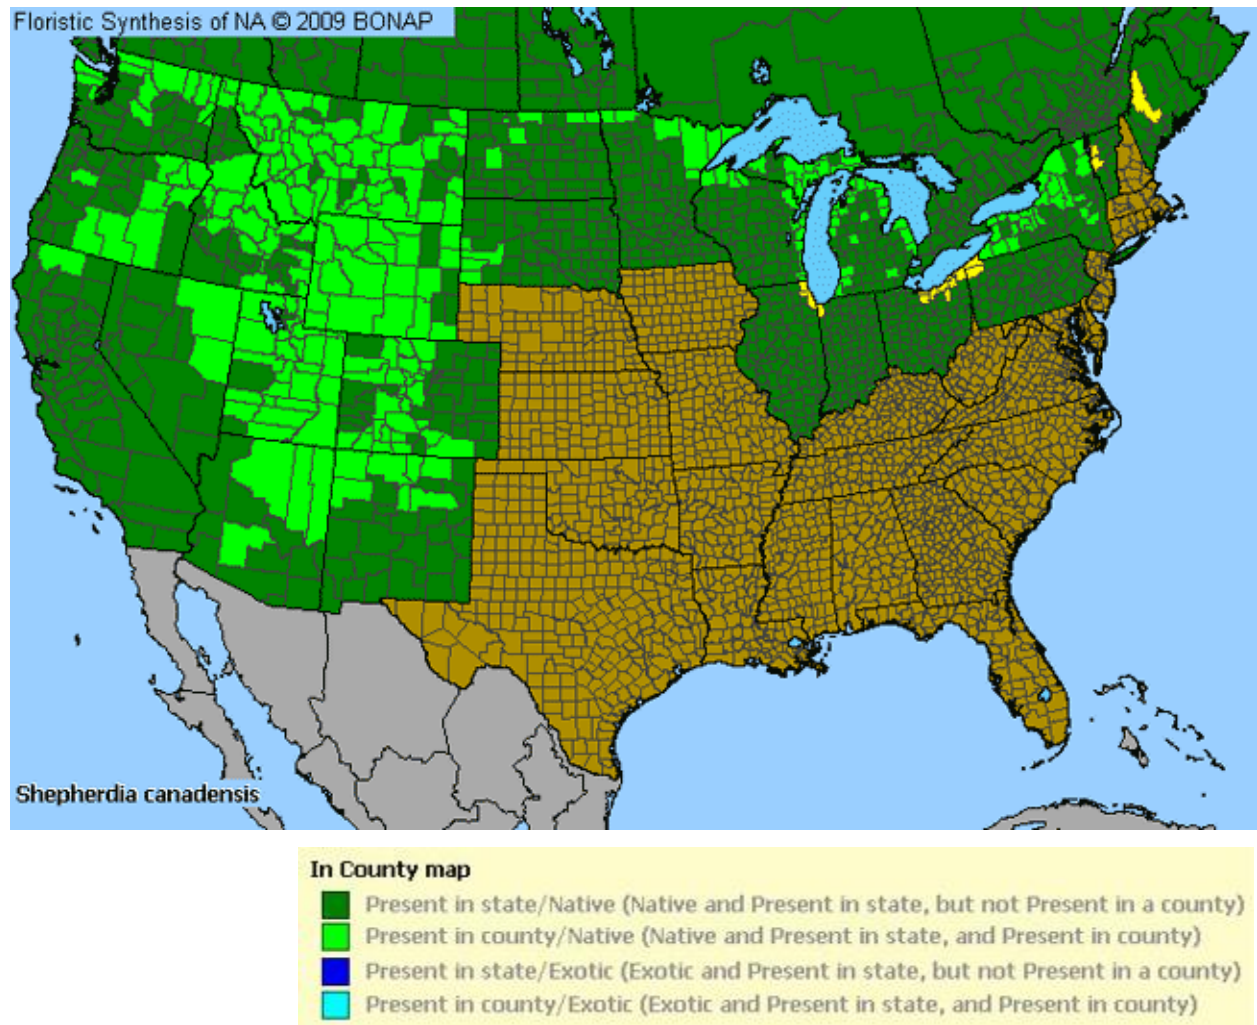 Floristic Synthesis of NA © 2009 BONAP
Shepherdia canadensis
In County map
Present in state/Native (Native and Present in state, but not Present in a county)
Present in county/Native (Native and Present in state, and Present in county)
Present in state/Exotic (Exotic and Present in state, but not Present in a county)
Present in county/Exotic (Exotic and Present in state, and Present in county)